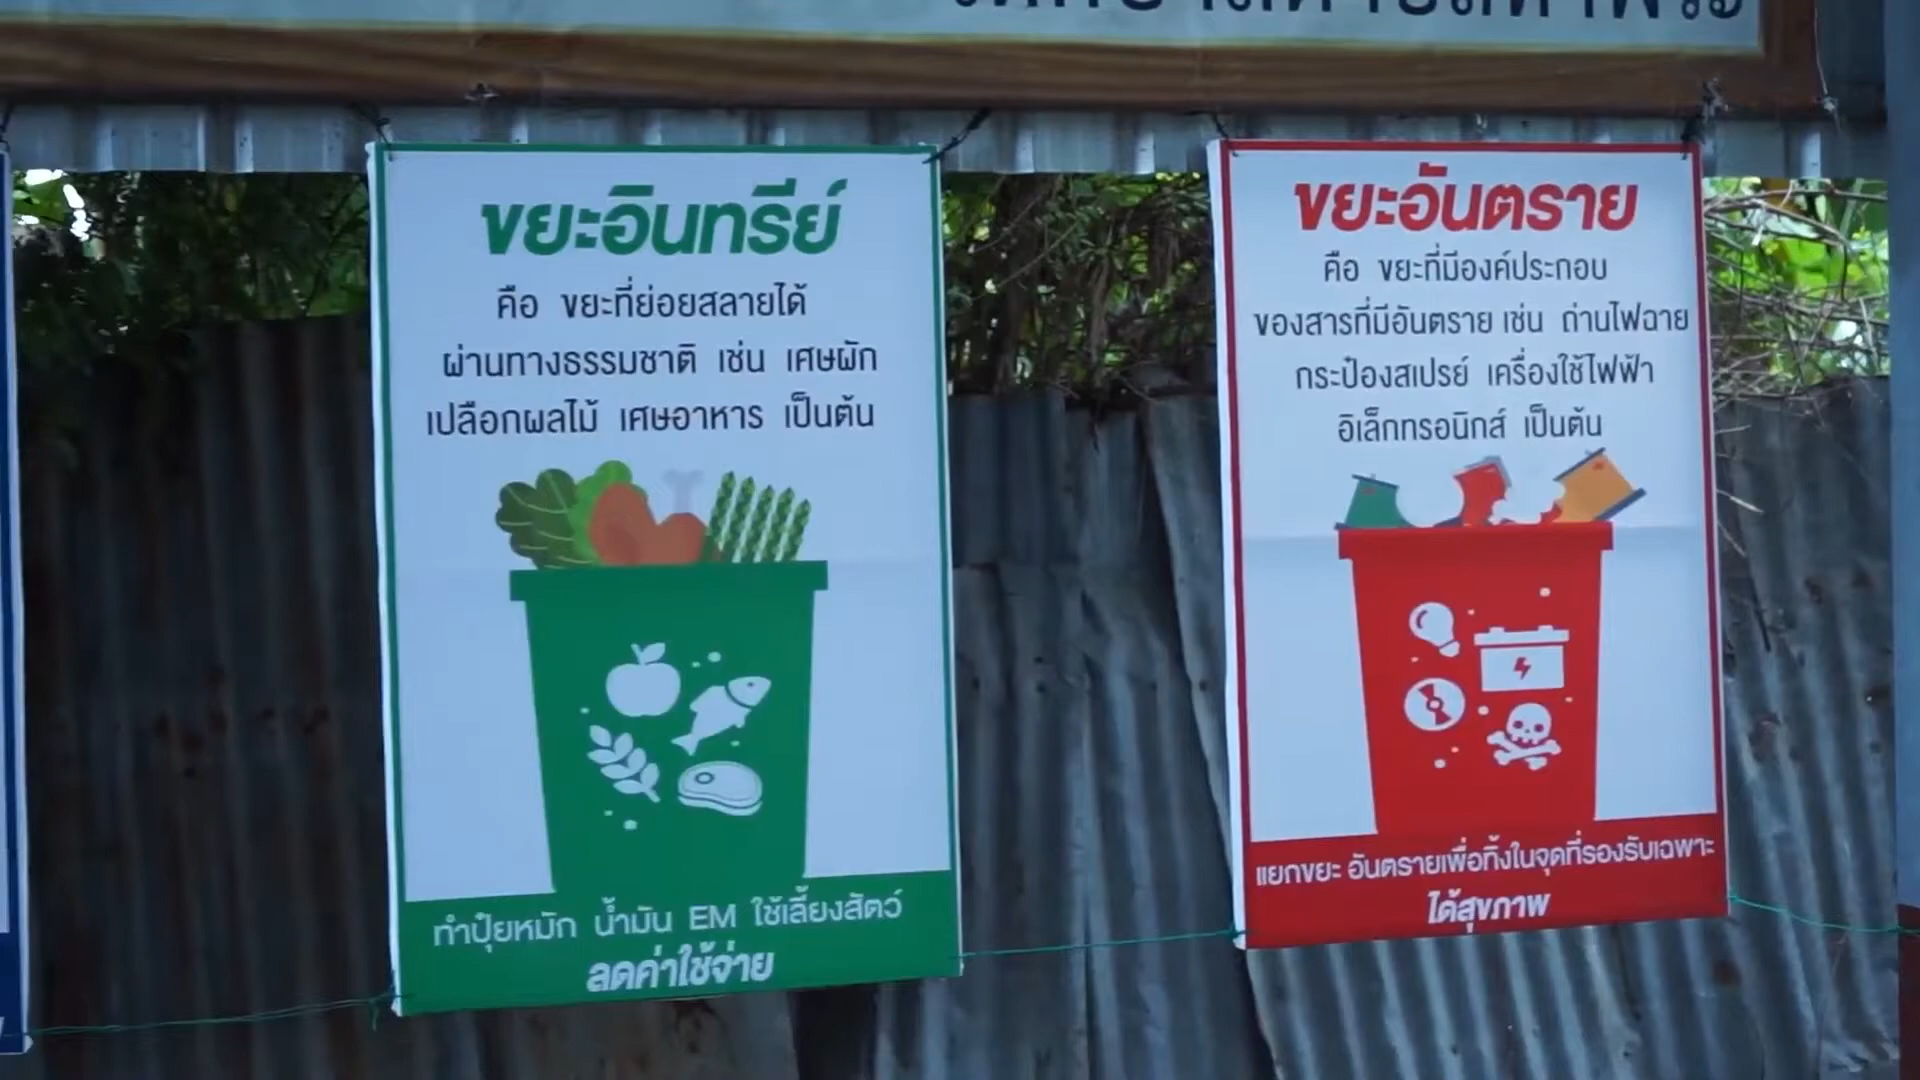 ขยะอินทรีย์
คือ ขยะที่ย่อยสลายได้
ผ่านทางธรรมชาติ เช่น เศษผัก
เปลือกผลไม้ เศษอาหาร เป็นต้น
ทำปุ๋ยหมัก น้ำมัน EM ใช้เลี้ยงสัตว์
ลดค่าใช้จ่าย
ขยะอันตราย
คือ ขยะที่มีองค์ประกอบ
ของสารที่มีอันตราย เช่น ถ่านไฟฉาย
กระป๋องสเปรย์ เครื่องใช้ไฟฟ้า
อิเล็กทรอนิกส์ เป็นต้น
แยกขยะ อันตรายเพื่อทิ้งในจุดที่รองรับเฉพาะ
ได้สุขภาพ